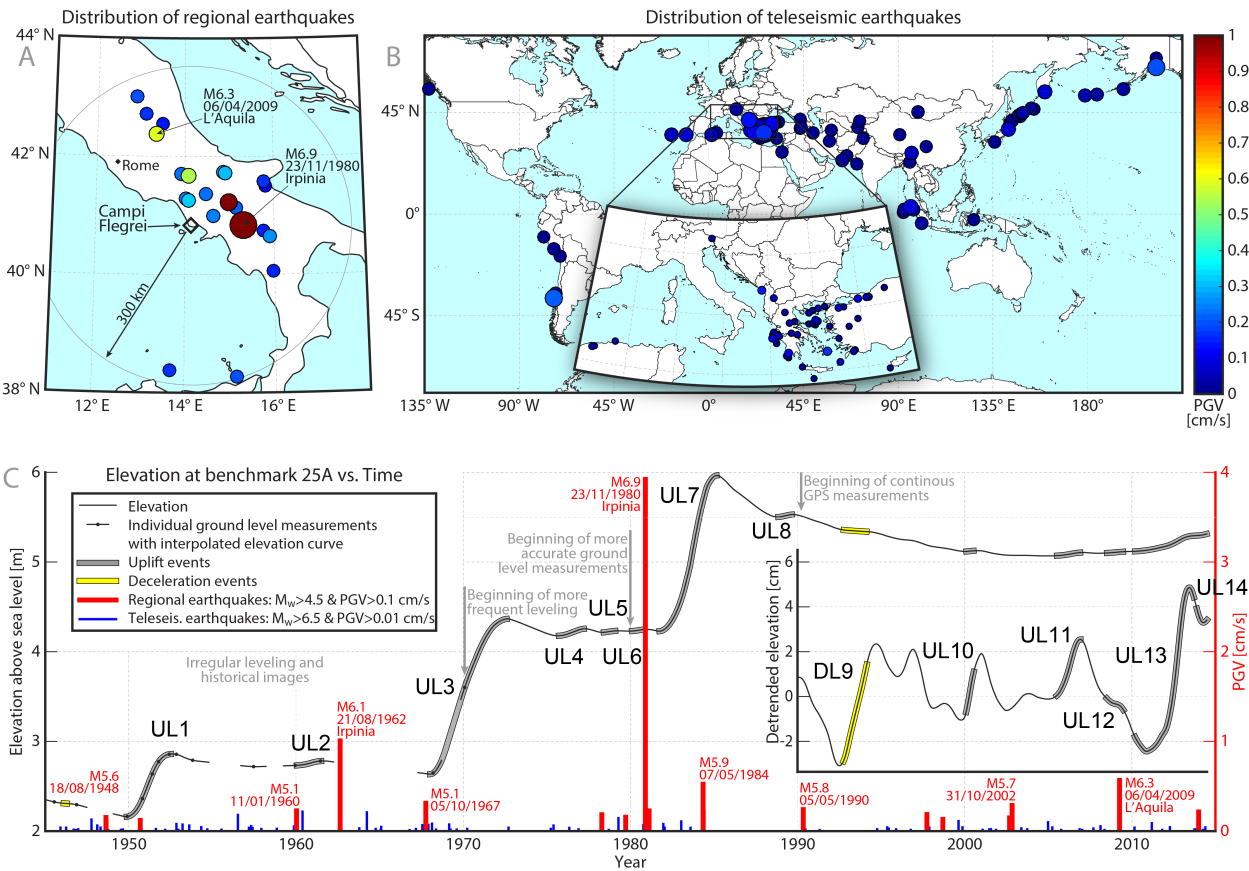 Distribution of regional earthquakes
Distribution of teleseismic earthquakes
A
44° N
42° N
40° N
38° N
12° E
14° E
16° E
M6.3
06/04/2009
L'Aquila
Rome
M6.9
23/11/1980
Irpinia
Campi
Flegrei
300 km
B
45° N
0°
45° S
135° W
90° W
45° W
0°
45° E
90° E
135° E
180°
1
0.9
0.8
0.7
0.6
0.5
0.4
0.3
0.2
0.1
0
PGV
[cm/s]
C
Elevation at benchmark 25A vs. Time
Elevation
Individual ground level measurements
with interpolated elevation curve
Uplift events
Deceleration events
Regional earthquakes: Mw>4.5 & PGV>0.1 cm/s
Teleseis. earthquakes: Mw>6.5 & PGV>0.01 cm/s
Elevation above sea level [m]
6
5
4
3
2
Irregular leveling and
historical images
Beginning of more
frequent leveling
Beginning of more
accurate ground
level measurements
Beginning of continous
GPS measurements
UL1
UL2
UL3
UL4
UL5
UL6
UL7
UL8
M5.6
18/08/1948
M5.1
11/01/1960
M6.1
21/08/1962
Irpinia
M5.1
05/10/1967
M6.9
23/11/1980
Irpinia
M5.9
07/05/1984
M5.8
05/05/1990
M5.7
31/10/2002
M6.3
06/04/2009
L'Aquila
Detrended elevation [cm]
6
4
2
0
-2
DL9
UL10
UL11
UL12
UL13
UL14
4
3
2
1
0
PGV [cm/s]
1950
1960
1970
1980
1990
2000
2010
Year